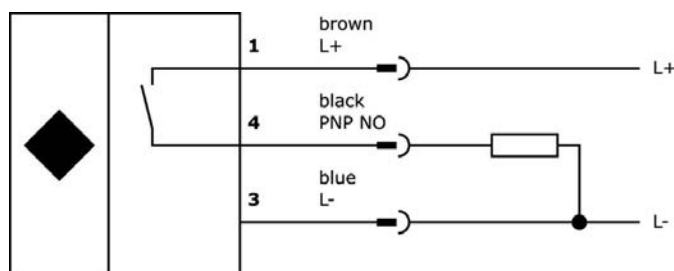 brown
1 L+
L+
black
4 PNP NO
blue
3 L-
L-